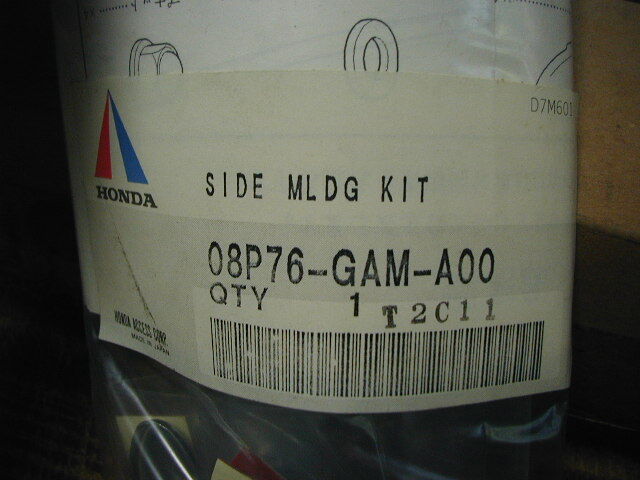 D7M601
HONDA
SIDE MLDG KIT
08P76-GAM-A00
QTY 1 T2C11
HONDA ACCESS CORP.
MADE IN JAPAN